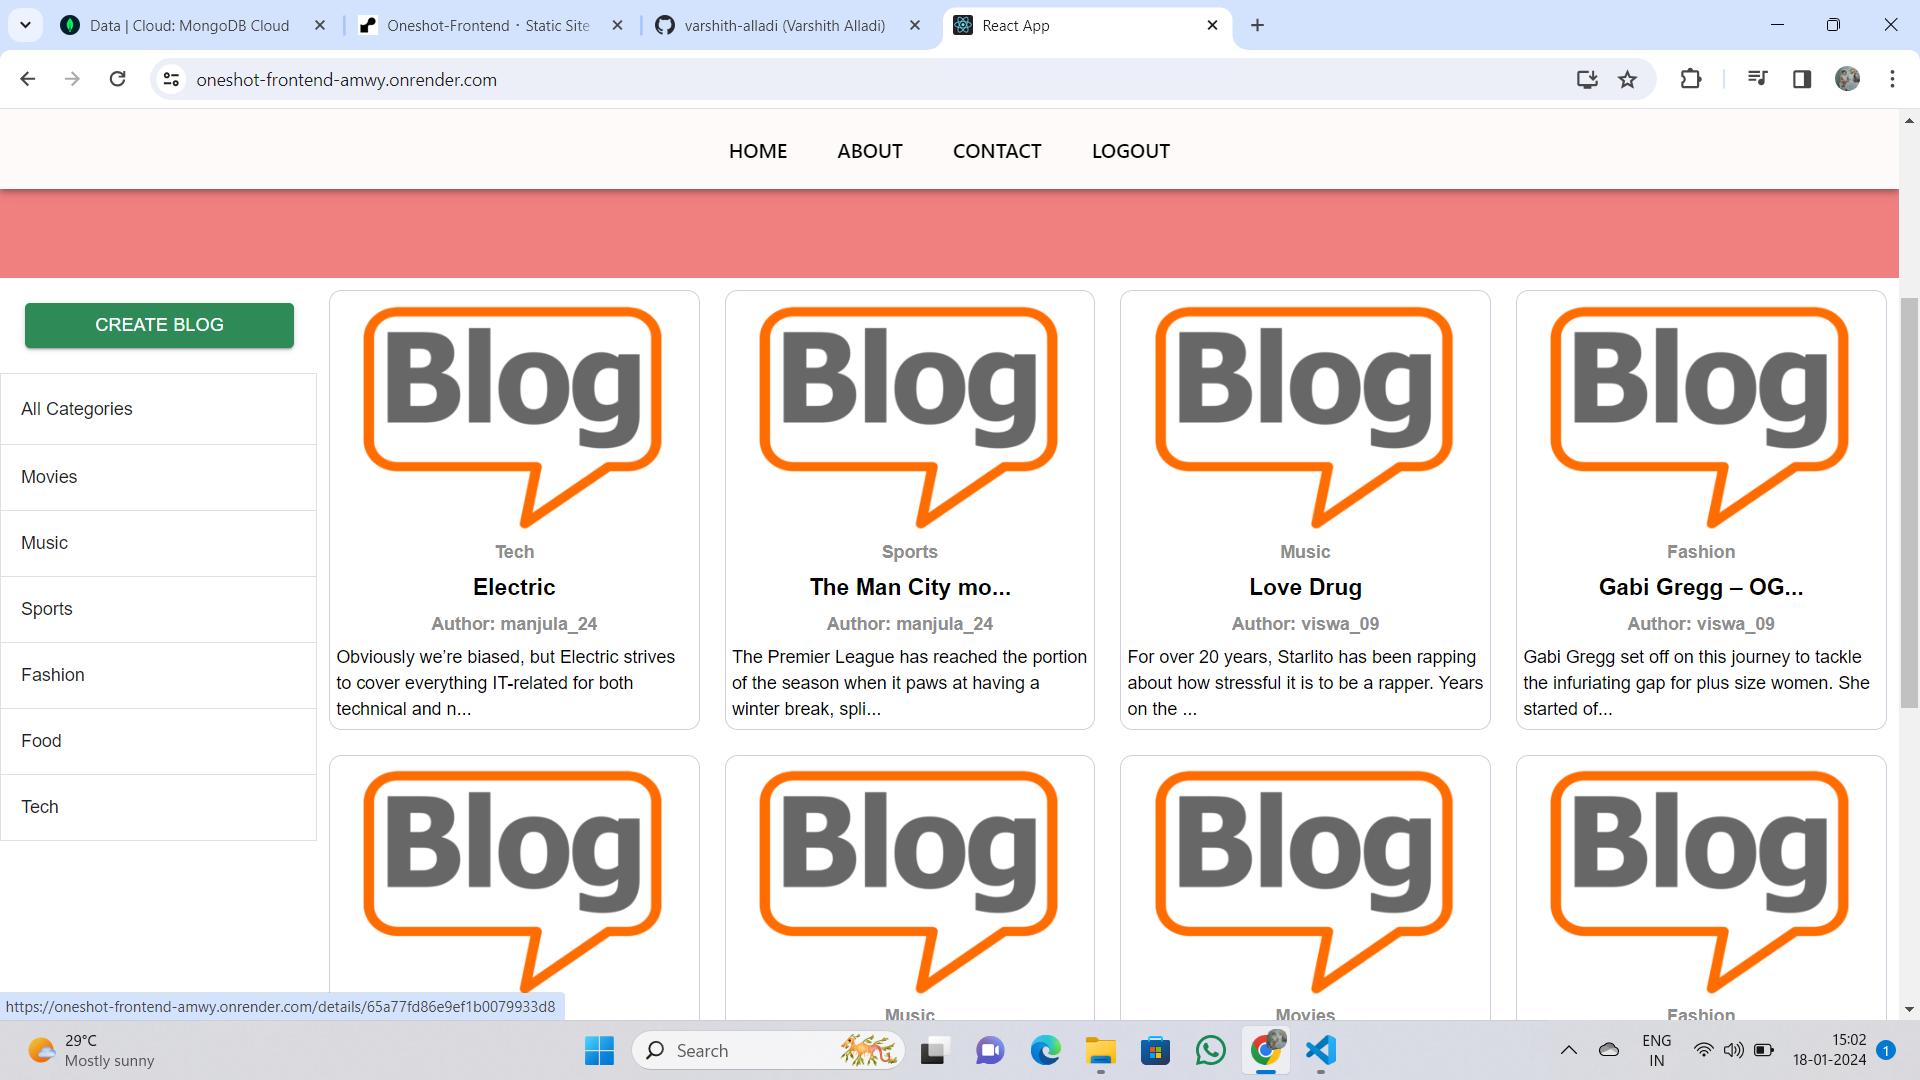 Data | Cloud: MongoDB Cloud
Oneshot-Frontend · Static Site
varshith-alladi (Varshith Alladi)
React App
oneshot-frontend-amwy.onrender.com
HOME ABOUT CONTACT LOGOUT
CREATE BLOG
All Categories
Movies
Music
Sports
Fashion
Food
Tech
Blog
Tech
Electric
Author: manjula_24
Obviously we’re biased, but Electric strives
to cover everything IT-related for both
technical and n...
Blog
Sports
The Man City mo...
Author: manjula_24
The Premier League has reached the portion
of the season when it paws at having a
winter break, spli...
Blog
Music
Love Drug
Author: viswa_09
For over 20 years, Starlito has been rapping
about how stressful it is to be a rapper. Years
on the ...
Blog
Fashion
Gabi Gregg – OG...
Author: viswa_09
Gabi Gregg set off on this journey to tackle
the infuriating gap for plus size women. She
started of...
Blog
Blog
Music
Blog
Movies
Blog
Fashion
https://oneshot-frontend-amwy.onrender.com/details/65a77fd86e9ef1b0079933d8
29°C
Mostly sunny
Search
ENG
IN
15:02
18-01-2024
1